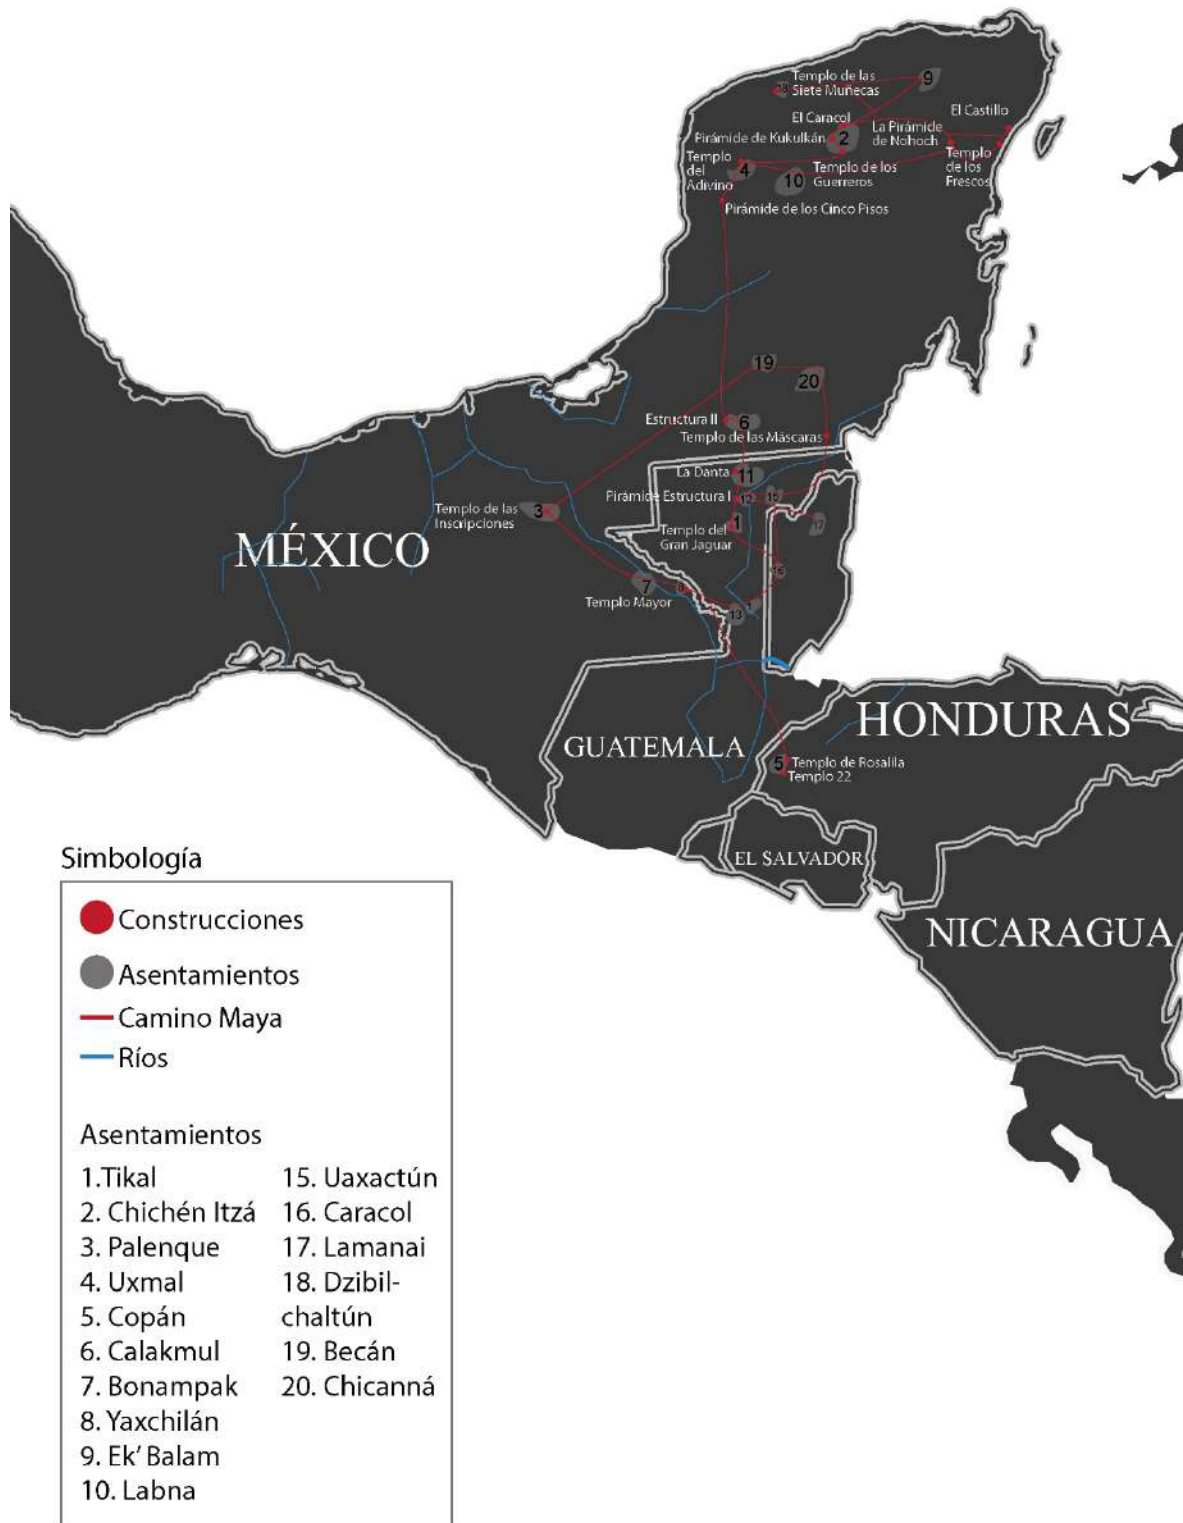 Templo de las
Siete Muñecas
9
El Castillo
El Caracol
La Pirámide
de Nohoch
Pirámide de Kukulkán
2
Templo
del
Adivino
4
10
Templo de los
Guerreros
Templo
de los
Frescos
Pirámide de los Cinco Pisos
19
20
Estructura II
6
Templo de las Máscaras
La Danta
11
Pirámide Estructura I
12
15
Templo de las
Inscripciones
3
Templo del
Gran Jaguar
1
17
MÉXICO
16
7
Templo Mayor
13
HONDURAS
GUATEMALA
5
Templo de Rosalila
Templo 22
EL SALVADOR
NICARAGUA
Simbología
Construcciones
Asentamientos
Camino Maya
Ríos
Asentamientos
1.Tikal
2. Chichén Itzá
3. Palenque
4. Uxmal
5. Copán
6. Calakmul
7. Bonampak
8. Yaxchilán
9. Ek' Balam
10. Labna
15. Uaxactún
16. Caracol
17. Lamanai
18. Dzibil-
chaltún
19. Becán
20. Chicanná